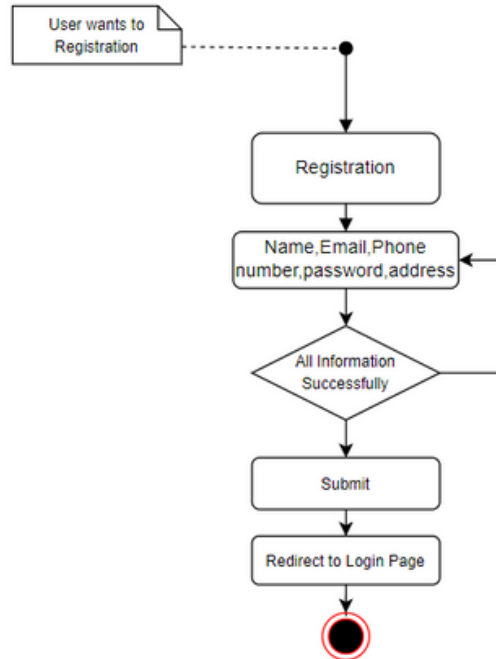 User wants to
Registration
Registration
Name,Email,Phone
number,password,address
All Information
Successfully
Submit
Redirect to Login Page